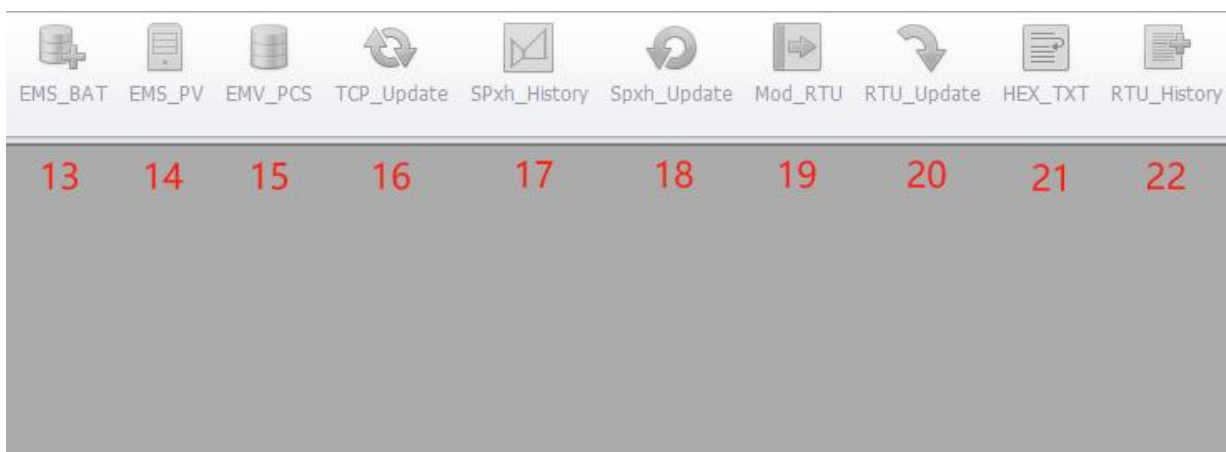 EMS_BAT EMS_PV EMV_PCS TCP_Update SPxh_History Spxh_Update Mod_RTU RTU_Update HEX_TXT RTU_History
13 14 15 16 17 18 19 20 21 22